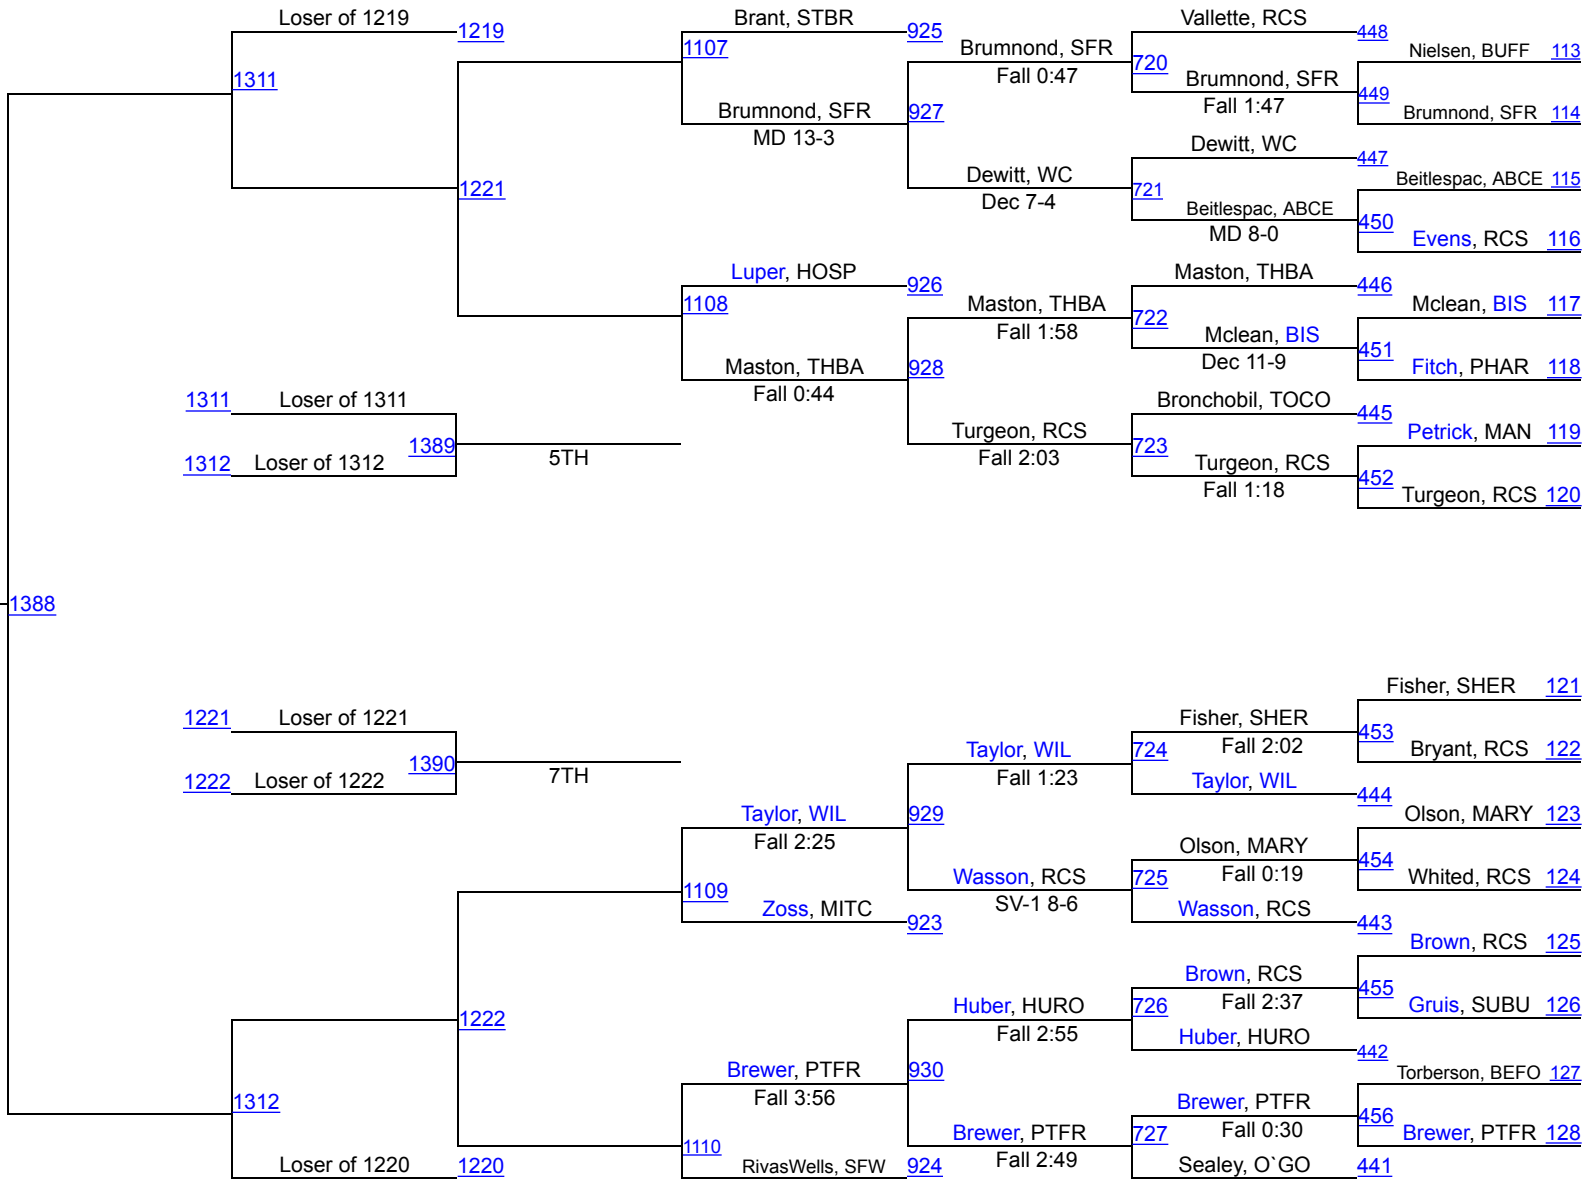 Loser of 1219
1219
Brant, STBR
925
Vallette, RCS
448
1311
1107
Brumnond, SFR
Fall 0:47
720
Nielsen, BUFF 113
Brumnond, SFR
Fall 1:47
449
Brumnond, SFR 114
Brumnond, SFR
MD 13-3
927
Dewitt, WC
447
1221
Dewitt, WC
Dec 7-4
721
Beitlespac, ABCE 115
Beitlespac, ABCE
MD 8-0
450
Evens, RCS 116
Luper, HOSP
926
Maston, THBA
446
1108
Maston, THBA
Fall 1:58
722
Mclean, BIS 117
Mclean, BIS
Dec 11-9
451
Fitch, PHAR 118
Maston, THBA
Fall 0:44
928
1311
Loser of 1311
Bronchobil, TOCO
445
1389
5TH
Turgeon, RCS
Fall 2:03
723
Petrick, MAN 119
1312
Loser of 1312
Turgeon, RCS
Fall 1:18
452
Turgeon, RCS 120
1388
Fisher, SHER 121
1221
Loser of 1221
Fisher, SHER
Fall 2:02
453
1390
7TH
Taylor, WIL
Fall 1:23
724
Bryant, RCS 122
1222
Loser of 1222
Taylor, WIL
444
Taylor, WIL
Fall 2:25
929
Olson, MARY 123
Olson, MARY
Fall 0:19
454
1109
Wasson, RCS
SV-1 8-6
725
Whited, RCS 124
Zoss, MITC
923
Wasson, RCS
443
Brown, RCS 125
Brown, RCS
Fall 2:37
455
1222
Huber, HURO
Fall 2:55
726
Gruis, SUBU 126
Huber, HURO
442
Brewer, PTFR
Fall 3:56
930
Torberson, BEFO 127
1312
Brewer, PTFR
Fall 0:30
456
1110
Brewer, PTFR
Fall 2:49
727
Brewer, PTFR 128
Loser of 1220
1220
RivasWells, SFW
924
Sealey, O`GO
441